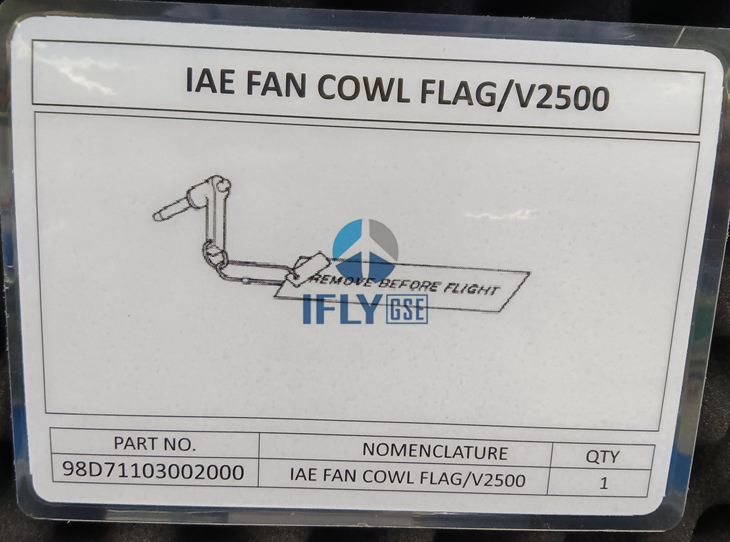 IAE FAN COWL FLAG/V2500
REMOVE BEFORE FLIGHT
IFLY GSE
PART NO. NOMENCLATURE QTY
98D71103002000 IAE FAN COWL FLAG/V2500 1